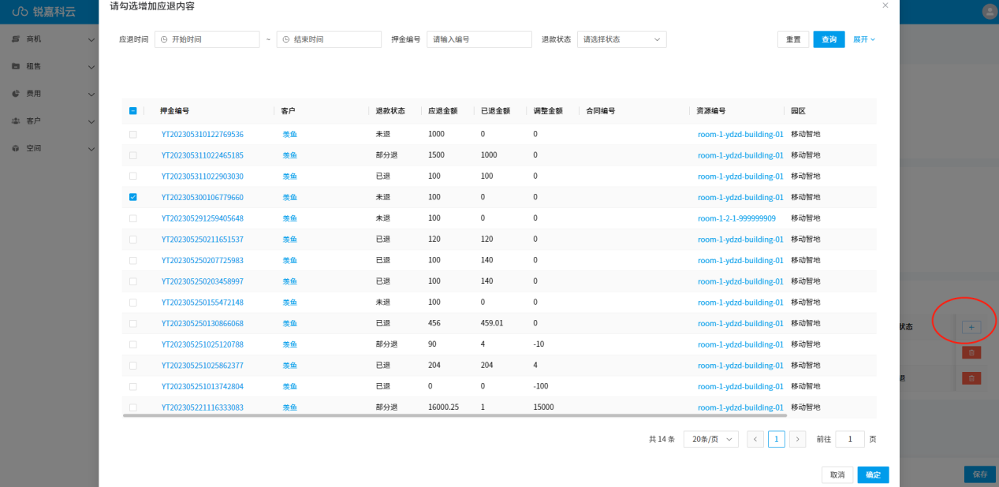 锐嘉科云
商机
租售
费用
客户
空间
请勾选增加应退内容
应退时间 开始时间 ~ 结束时间 押金编号 请输入编号 退款状态 请选择状态 重置 查询 展开
押金编号 客户 退款状态 应退金额 已退金额 调整金额 合同编号 资源编号 园区
YT202305310122769536 羡鱼 未退 1000 0 0 room-1-ydzd-building-01 移动智地
YT202305311022465185 羡鱼 部分退 1500 1000 0 room-1-ydzd-building-01 移动智地
YT202305311022903030 羡鱼 已退 100 100 0 room-1-ydzd-building-01 移动智地
YT202305300106779660 羡鱼 未退 100 0 0 room-1-ydzd-building-01 移动智地
YT202305291259405648 羡鱼 未退 100 0 0 room-1-2-1-999999909 移动智地
YT202305250211651537 羡鱼 已退 120 120 0 room-1-ydzd-building-01 移动智地
YT202305250207725983 羡鱼 已退 100 140 0 room-1-ydzd-building-01 移动智地
YT202305250203458997 羡鱼 已退 100 140 0 room-1-ydzd-building-01 移动智地
YT202305250155472148 羡鱼 未退 100 0 0 room-1-ydzd-building-01 移动智地
YT202305250130866068 羡鱼 已退 456 459.01 0 room-1-ydzd-building-01 移动智地
YT202305251025120788 羡鱼 部分退 90 4 -10 room-1-ydzd-building-01 移动智地
YT202305251025862377 羡鱼 已退 204 204 4 room-1-ydzd-building-01 移动智地
YT202305251013742804 羡鱼 已退 0 0 -100 room-1-ydzd-building-01 移动智地
YT202305221116333083 羡鱼 部分退 16000.25 1 15000 room-1-ydzd-building-01 移动智地
共 14 条 20条/页 1 前往 1 页
取消 确定
状态
退
保存